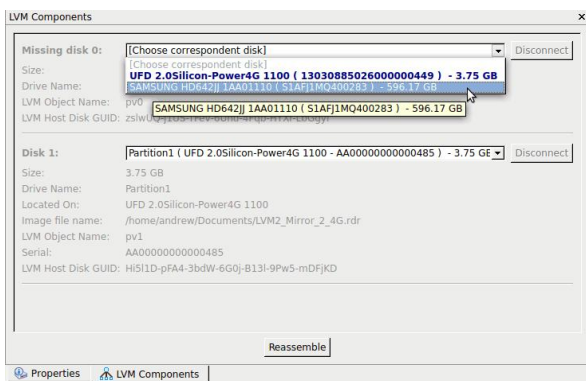 LVM Components
Missing disk 0:
[Choose correspondent disk]
Disconnect
[Choose correspondent disk]
UFD 2.0Silicon-Power4G 1100 ( 13030885026000000449 ) - 3.75 GB
SAMSUNG HD642JJ 1AA01110 ( S1AFJ1MQ400283 ) - 596.17 GB
SAMSUNG HD642JJ 1AA01110 ( S1AFJ1MQ400283 ) - 596.17 GB
Size:
Drive Name:
LVM Object Name: pv0
LVM Host Disk GUID:
Disk 1:
Partition1 ( UFD 2.0Silicon-Power4G 1100 - AA00000000000485 ) - 3.75 GE
Disconnect
Size: 3.75 GB
Drive Name: Partition1
Located On: UFD 2.0Silicon-Power4G 1100
Image file name: /home/andrew/Documents/LVM2_Mirror_2_4G.rdr
LVM Object Name: pv1
Serial: AA00000000000485
LVM Host Disk GUID: Hi5l1D-pFA4-3bdW-6G0j-B13l-9Pw5-mDFjKD
Reassemble
Properties
LVM Components